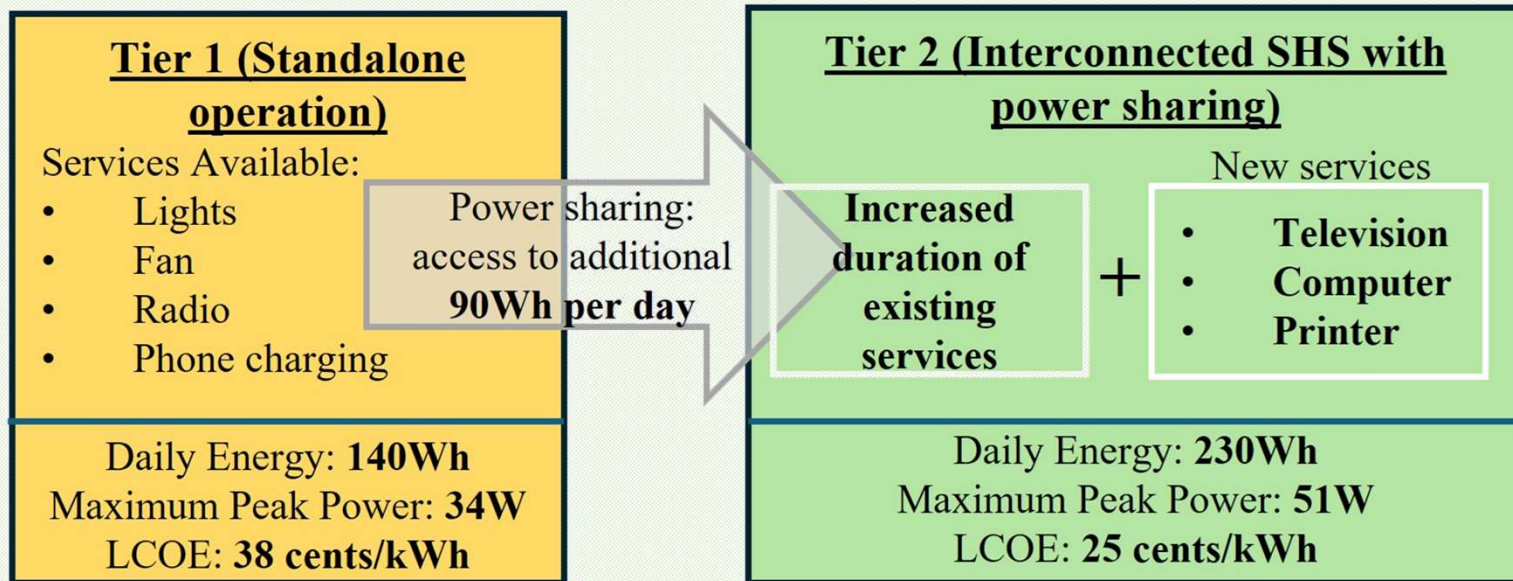 Tier 1 (Standalone
operation)
Services Available:
• Lights
• Fan
• Radio
• Phone charging
Daily Energy: 140Wh
Maximum Peak Power: 34W
LCOE: 38 cents/kWh
Power sharing:
access to additional
90Wh per day
Tier 2 (Interconnected SHS with
power sharing)
Increased
duration of
existing
services
+
New services
• Television
• Computer
• Printer
Daily Energy: 230Wh
Maximum Peak Power: 51W
LCOE: 25 cents/kWh